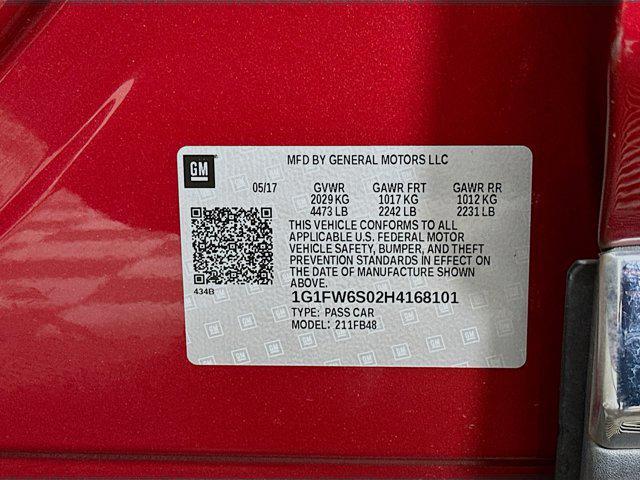 GM
MFD BY GENERAL MOTORS LLC
05/17 GVWR GAWR FRT GAWR RR
2029 KG 1017 KG 1012 KG
4473 LB 2242 LB 2231 LB
THIS VEHICLE CONFORMS TO ALL
APPLICABLE U.S. FEDERAL MOTOR
VEHICLE SAFETY, BUMPER, AND THEFT
PREVENTION STANDARDS IN EFFECT ON
THE DATE OF MANUFACTURE SHOWN
ABOVE.
434B
1G1FW6S02H4168101
TYPE: PASS CAR
MODEL: 211FB48